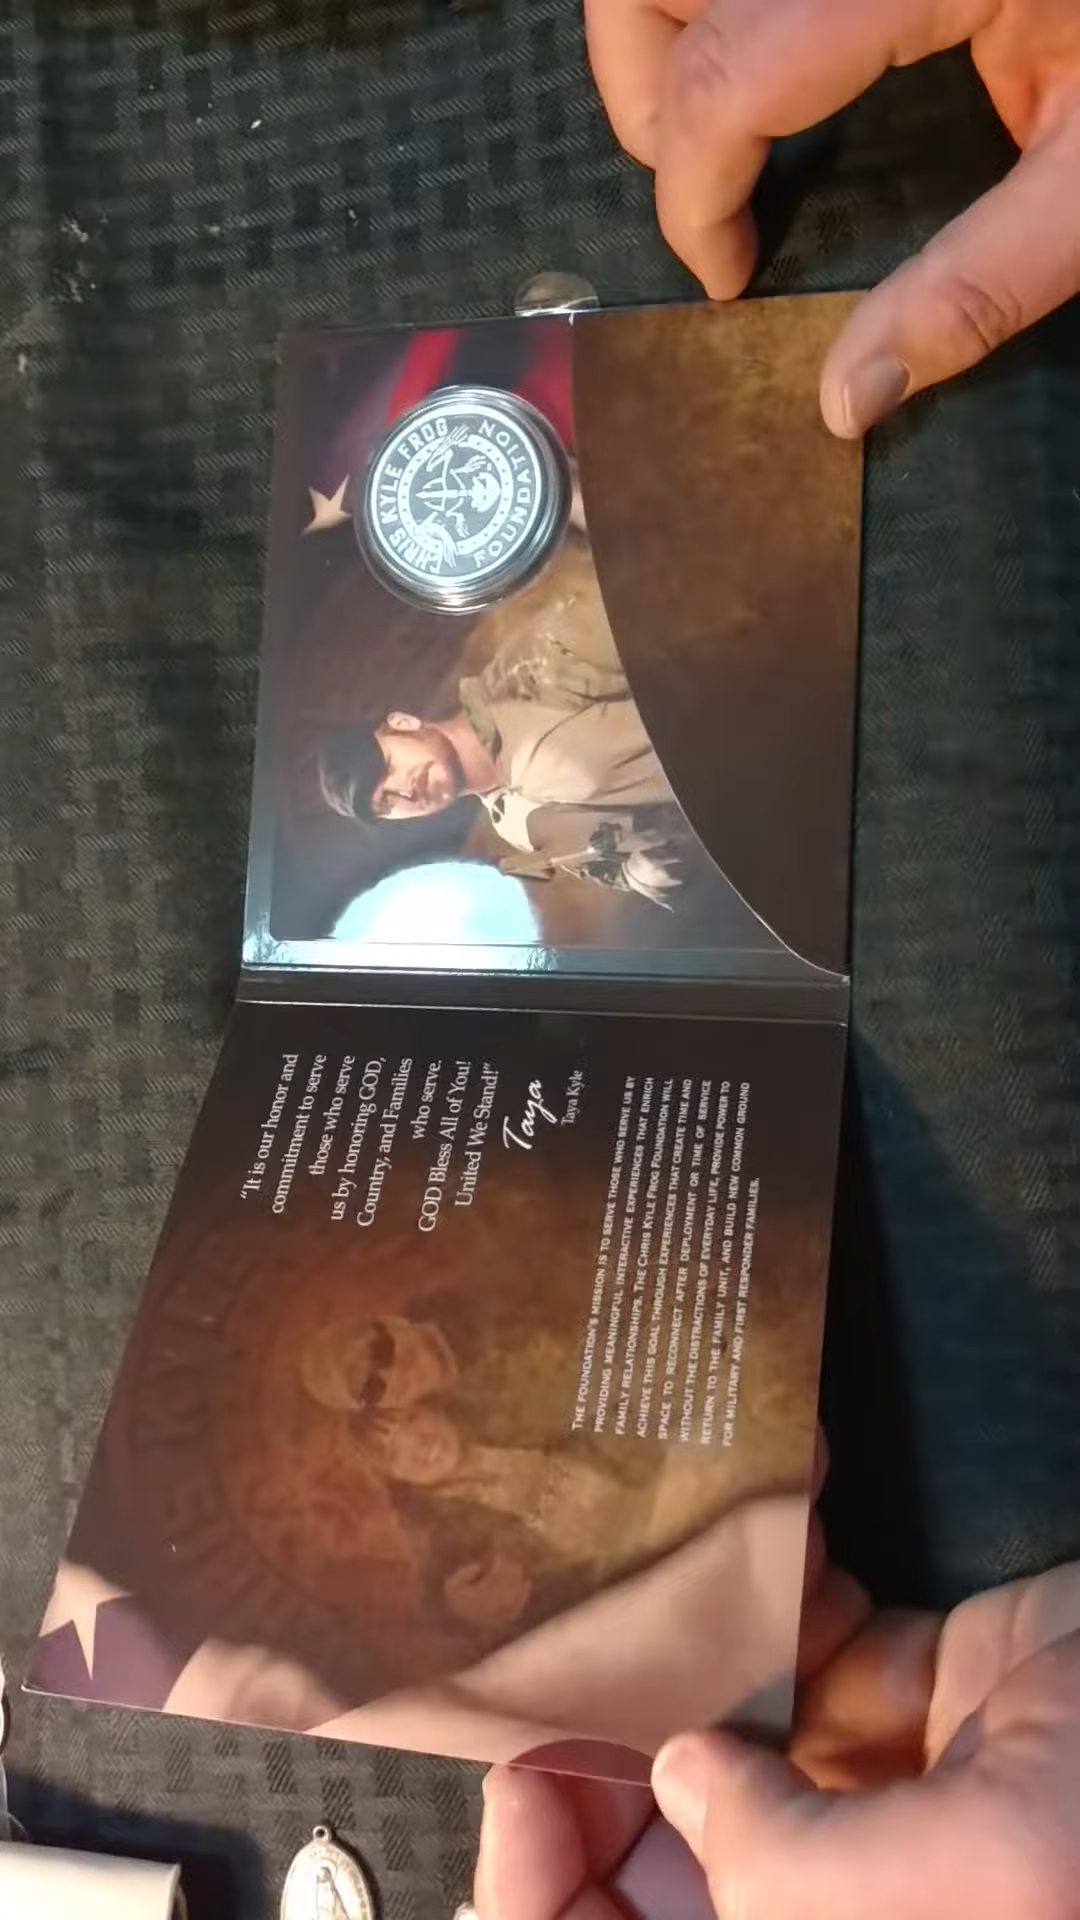 CHRIS KYLE FROG
FOUNDATION
"It is our honor and
commitment to serve
those who serve
us by honoring GOD,
Country, and Families
who serve.
GOD Bless All of You!
United We Stand!"
Taya
Taya Kyle
THE FOUNDATION'S MISSION IS TO SERVE THOSE WHO SERVE US BY
PROVIDING MEANINGFUL INTERACTIVE EXPERIENCES THAT ENRICH
FAMILY RELATIONSHIPS. THE CHRIS KYLE FROG FOUNDATION WILL
ACHIEVE THIS GOAL THROUGH EXPERIENCES THAT CREATE TIME AND
SPACE TO RECONNECT AFTER DEPLOYMENT OR TIME OF SERVICE
WITHOUT THE DISTRACTIONS OF EVERYDAY LIFE, PROVIDE POWER TO
RETURN TO THE FAMILY UNIT, AND BUILD NEW COMMON GROUND
FOR MILITARY AND FIRST RESPONDER FAMILIES.